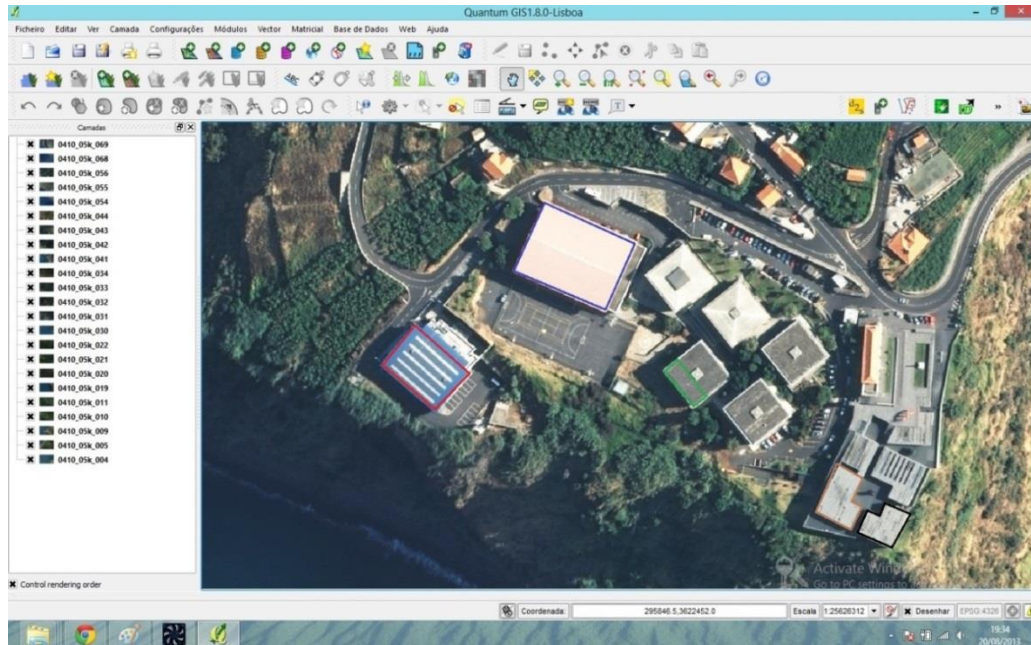 Quantum GIS1.8.0-Lisboa
Ficheiro Editar Ver Camada Configurações Módulos Vector Matricial Base de Dados Web Ajuda
Camadas
0410_05k_069
0410_05k_068
0410_05k_056
0410_05k_055
0410_05k_054
0410_05k_044
0410_05k_043
0410_05k_042
0410_05k_041
0410_05k_034
0410_05k_033
0410_05k_032
0410_05k_031
0410_05k_030
0410_05k_022
0410_05k_021
0410_05k_020
0410_05k_019
0410_05k_011
0410_05k_010
0410_05k_009
0410_05k_005
0410_05k_004
Activate
Go to PC settings to
Control rendering order
Coordenada: 295846.5,3622452.0 Escala 1:25626312 Desenhar EPSG:4326
19:34
20/08/2013